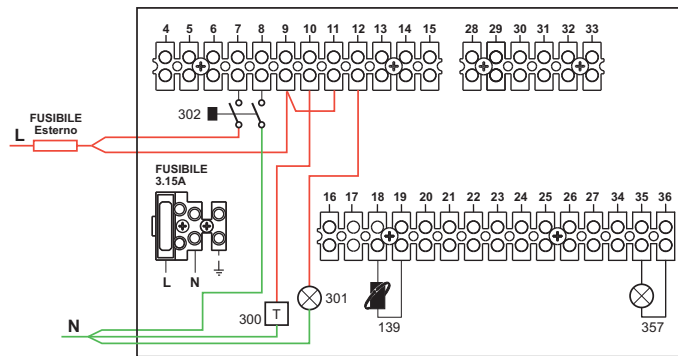 4 5 6 7 8 9 10 11 12 13 14 15 28 29 30 31 32 33
302
FUSIBILE
Esterno
L
FUSIBILE
3.15A
16 17 18 19 20 21 22 23 24 25 26 27 34 35 36
L N
300 T 301
139 357
N